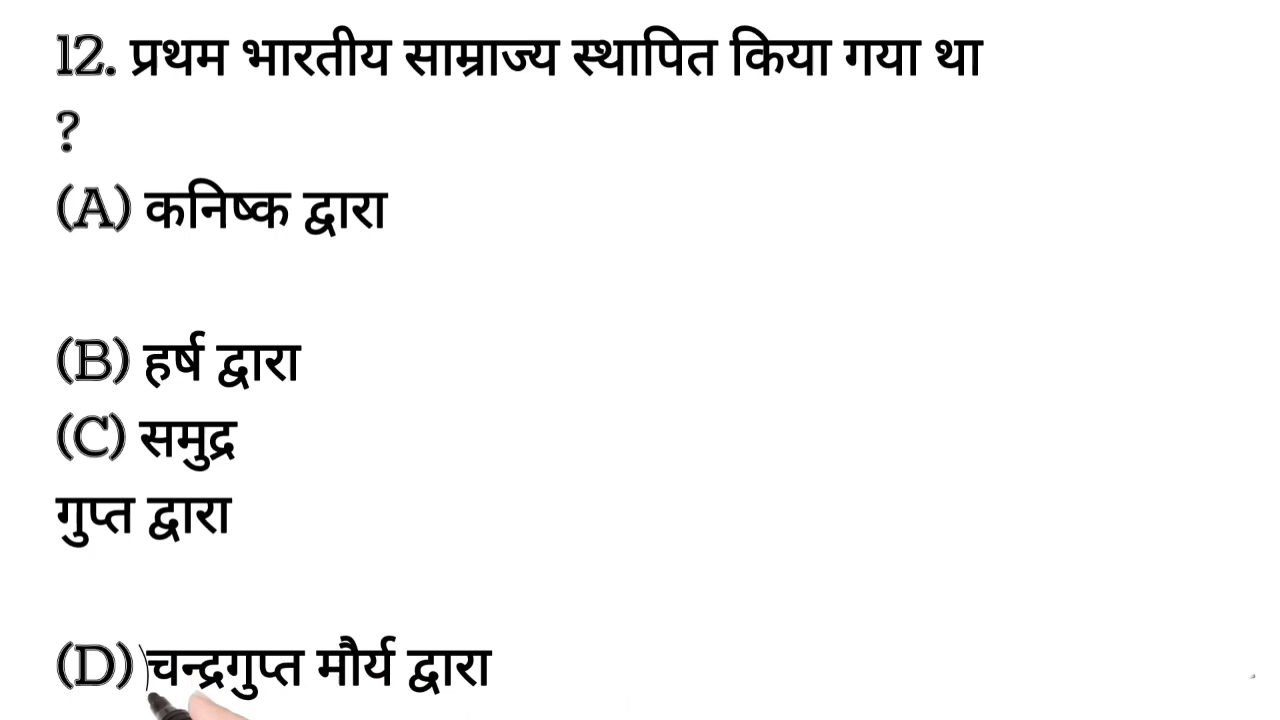 12. प्रथम भारतीय साम्राज्य स्थापित किया गया था
?
(A) कनिष्क द्वारा
(B) हर्ष द्वारा
(C) समुद्र
गुप्त द्वारा
(D) चन्द्रगुप्त मौर्य द्वारा